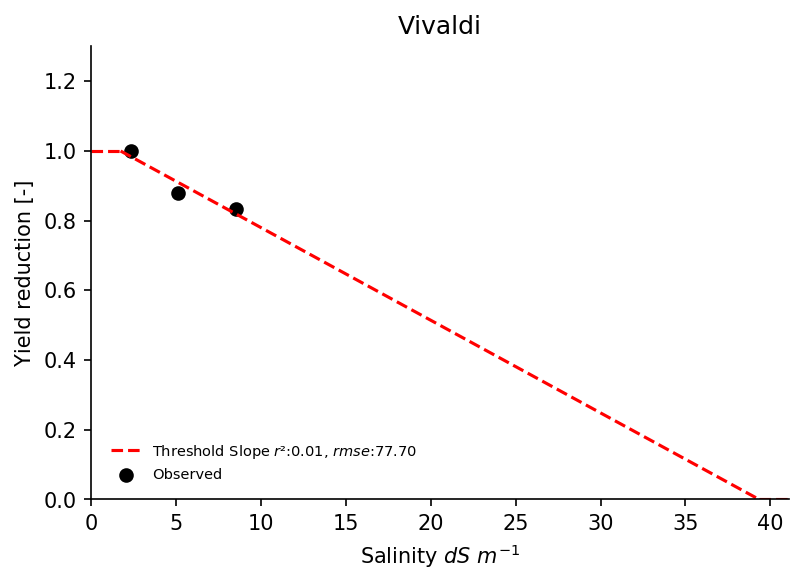 Vivaldi
Yield reduction [-]
1.2
1.0
0.8
0.6
0.4
0.2
0.0
Threshold Slope r²:0.01, rmse:77.70
Observed
0 5 10 15 20 25 30 35 40
Salinity dS m⁻¹